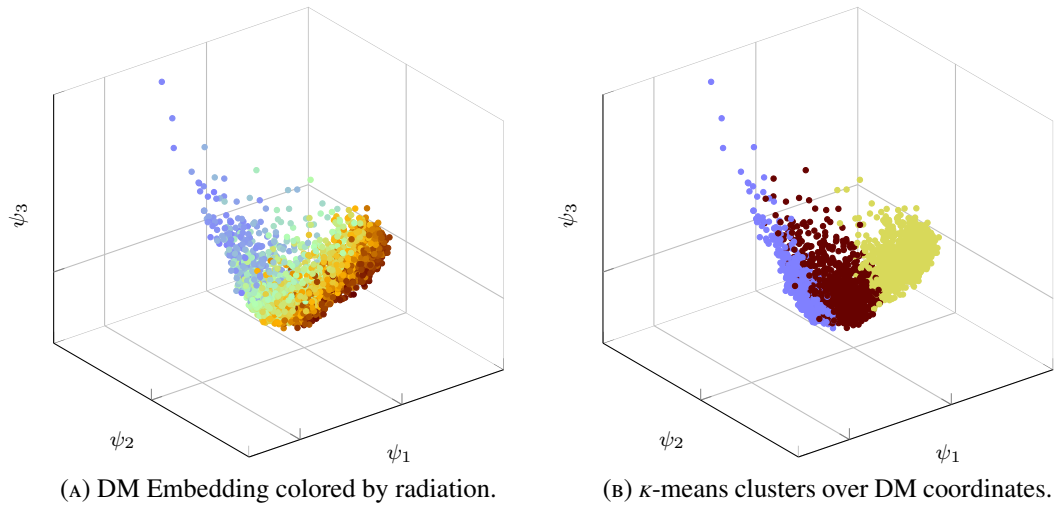 ψ3
ψ2
ψ1
(A) DM Embedding colored by radiation.
ψ3
ψ2
ψ1
(B) κ-means clusters over DM coordinates.